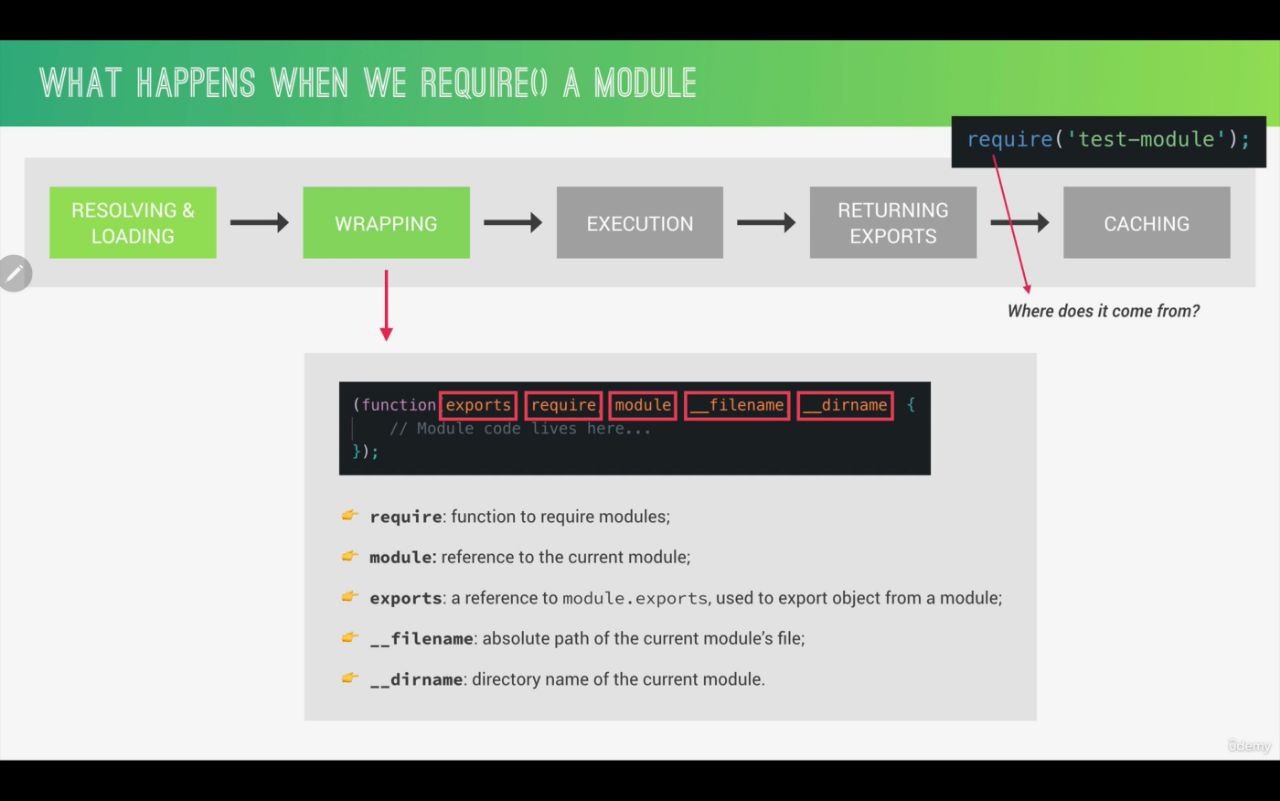 WHAT HAPPENS WHEN WE REQUIRE() A MODULE
require('test-module');
RESOLVING &
LOADING
WRAPPING
EXECUTION
RETURNING
EXPORTS
CACHING
Where does it come from?
(function exports require, module __filename __dirname {
// Module code lives here...
});
👉 require: function to require modules;
👉 module: reference to the current module;
👉 exports: a reference to module.exports, used to export object from a module;
👉 __filename: absolute path of the current module’s file;
👉 __dirname: directory name of the current module.
ûdemy